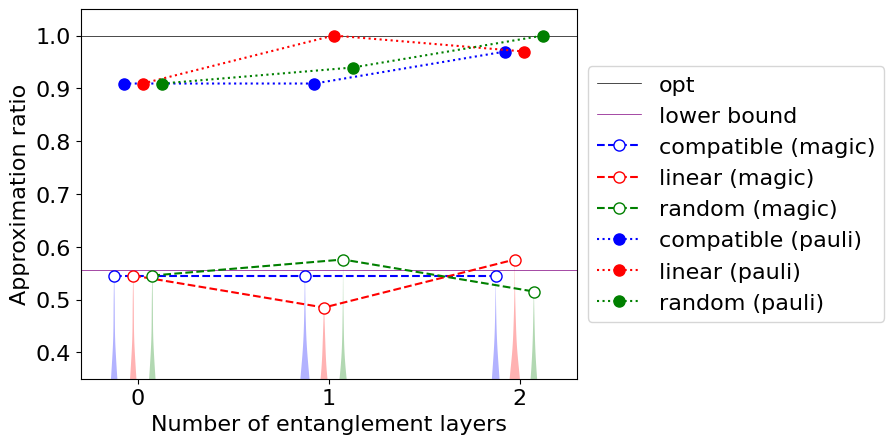 Approximation ratio
1.0
0.9
0.8
0.7
0.6
0.5
0.4
0
1
2
Number of entanglement layers
opt
lower bound
compatible (magic)
linear (magic)
random (magic)
compatible (pauli)
linear (pauli)
random (pauli)